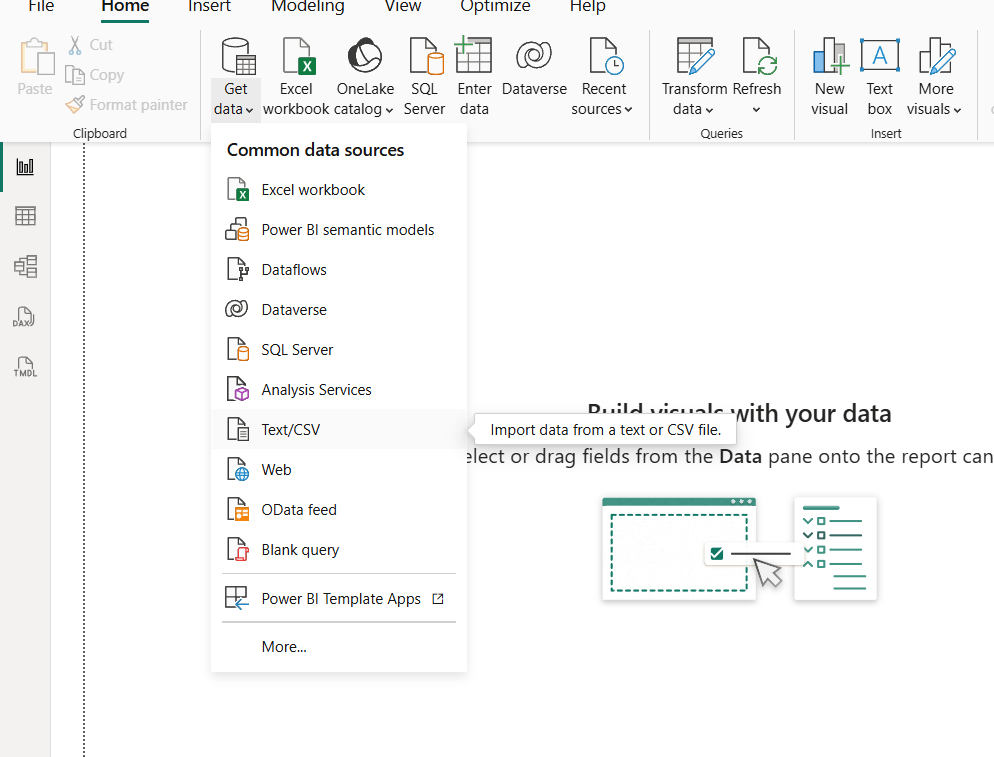 File Home Insert Modeling View Optimize Help
Paste
Cut
Copy
Format painter
Clipboard
Get data
Excel workbook
OneLake catalog
SQL Server
Enter data
Dataverse
Recent sources
Transform data
Refresh
Queries
New visual
Text box
More visuals
Insert
Common data sources
Excel workbook
Power BI semantic models
Dataflows
Dataverse
SQL Server
Analysis Services
Text/CSV
Web
OData feed
Blank query
Power BI Template Apps
More...
Import data from a text or CSV file.
Build visuals with your data
elect or drag fields from the Data pane onto the report can
DAX
TMDL